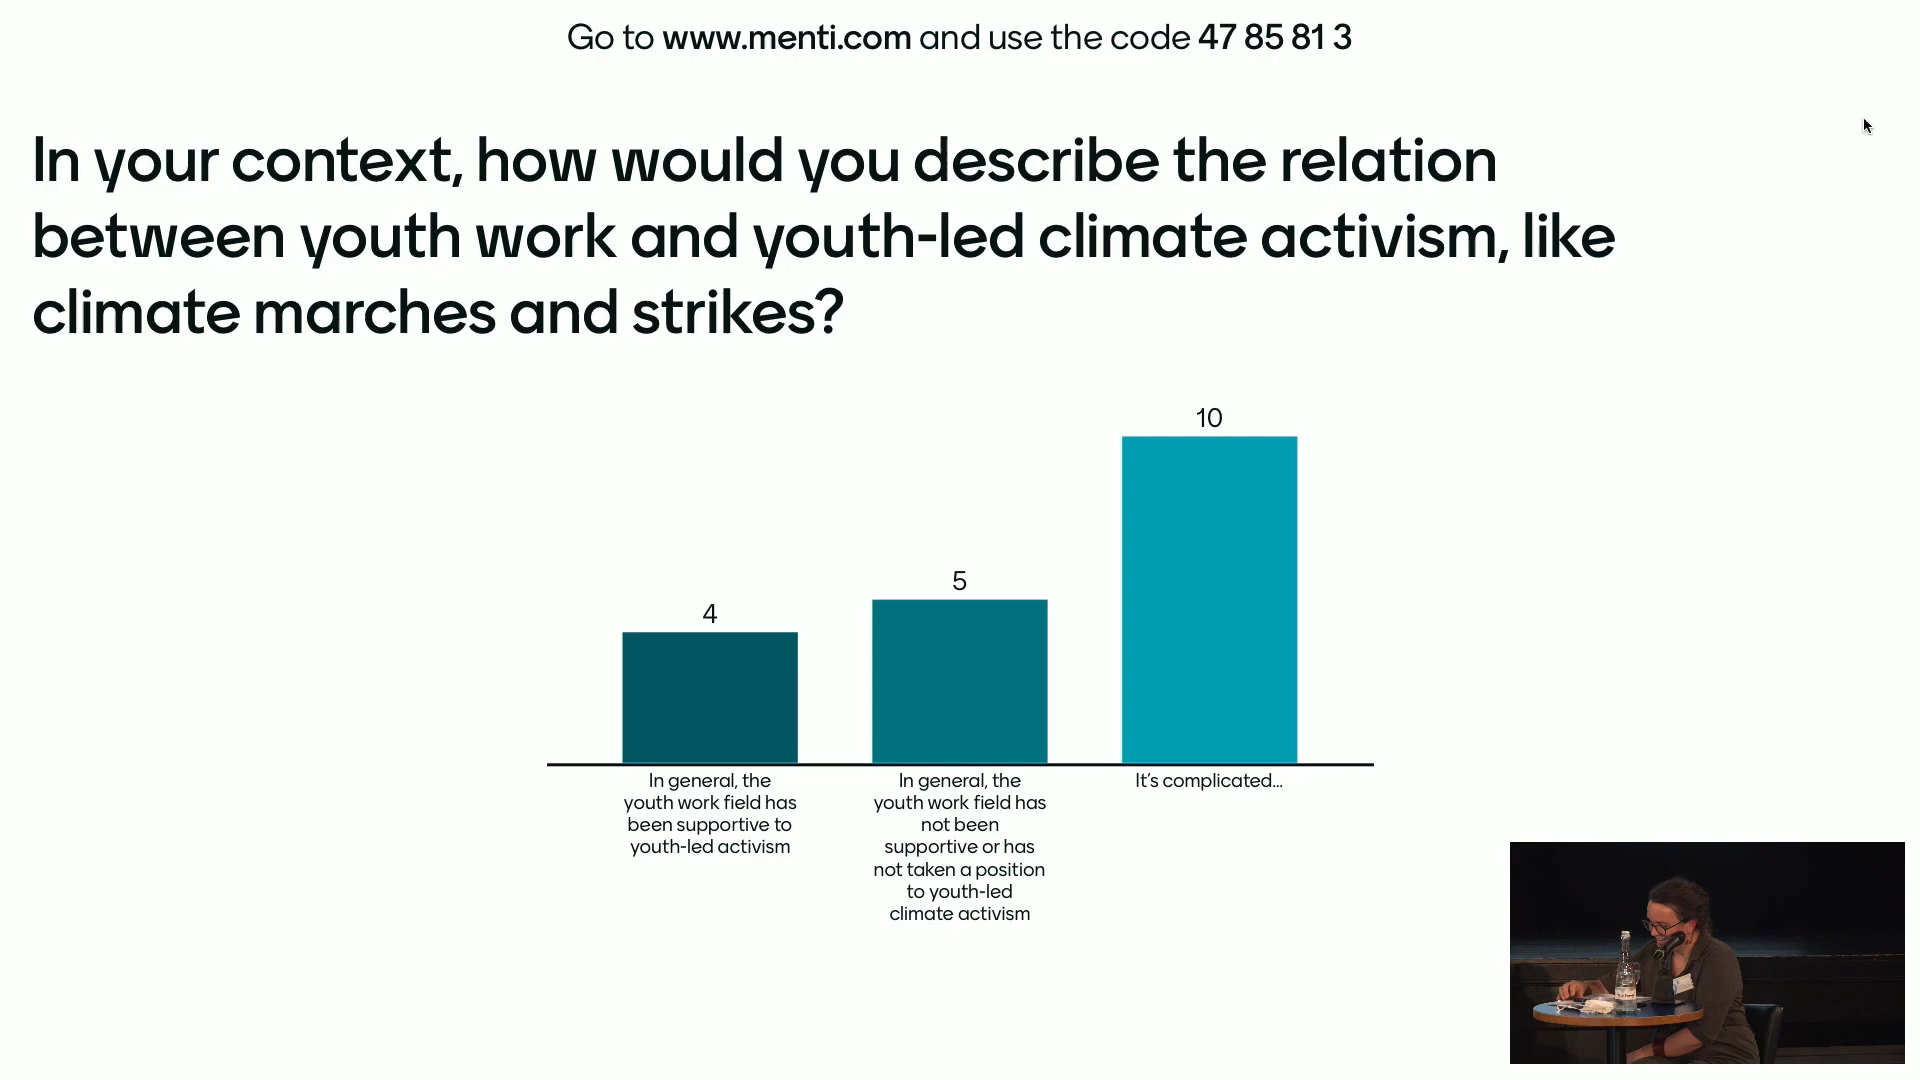 Go to www.menti.com and use the code 47 85 81 3
In your context, how would you describe the relation
between youth work and youth-led climate activism, like
climate marches and strikes?
4
5
10
In general, the
youth work field has
been supportive to
youth-led activism
In general, the
youth work field has
not been
supportive or has
not taken a position
to youth-led
climate activism
It's complicated...